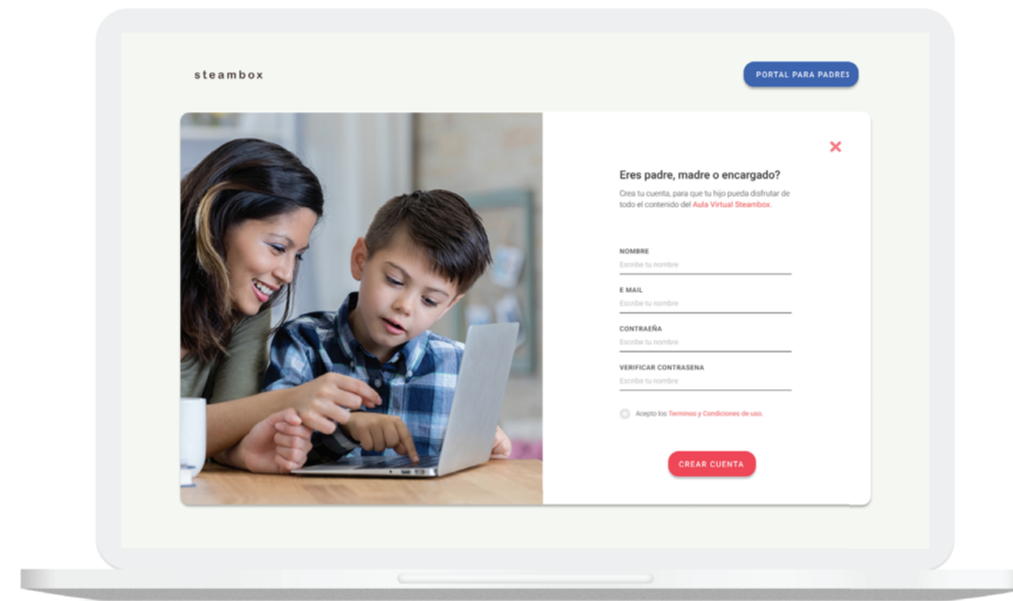 steambox
PORTAL PARA PADRES
Eres padre, madre o encargado?
Crea tu cuenta, para que tu hijo pueda disfrutar de
todo el contenido del Aula Virtual Steambox.
NOMBRE
Escribe tu nombre
E MAIL
Escribe tu nombre
CONTRAEÑA
Escribe tu nombre
VERIFICAR CONTRASENA
Escribe tu nombre
Acepto los Terminos y Condiciones de uso.
CREAR CUENTA